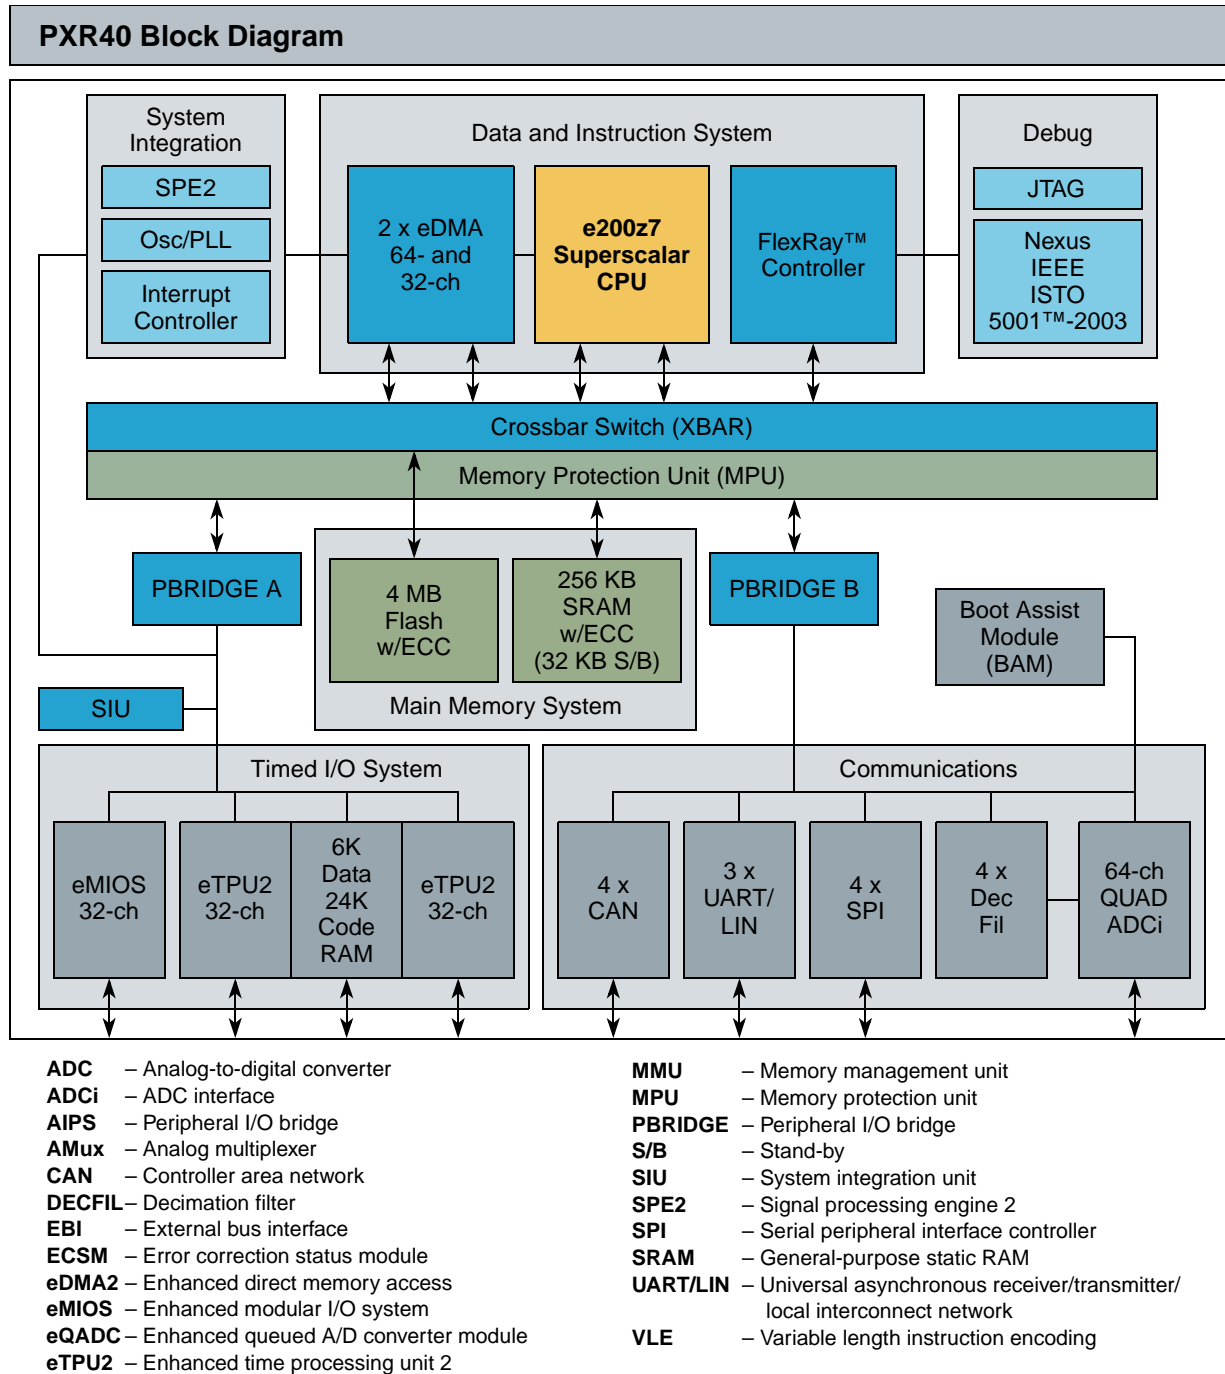 PXR40 Block Diagram
System
Integration
SPE2
Osc/PLL
Interrupt
Controller
Data and Instruction System
2 x eDMA
64- and
32-ch
e200z7
Superscalar
CPU
FlexRay™
Controller
Debug
JTAG
Nexus
IEEE
ISTO
5001™-2003
Crossbar Switch (XBAR)
Memory Protection Unit (MPU)
PBRIDGE A
4 MB
Flash
w/ECC
256 KB
SRAM
w/ECC
(32 KB S/B)
Main Memory System
PBRIDGE B
Boot Assist
Module
(BAM)
SIU
Timed I/O System
eMIOS
32-ch
eTPU2
32-ch
6K
Data
24K
Code
RAM
eTPU2
32-ch
Communications
4 x
CAN
3 x
UART/
LIN
4 x
SPI
4 x
Dec
Fil
64-ch
QUAD
ADCi
ADC – Analog-to-digital converter
ADCi – ADC interface
AIPS – Peripheral I/O bridge
AMux – Analog multiplexer
CAN – Controller area network
DECFIL – Decimation filter
EBI – External bus interface
ECSM – Error correction status module
eDMA2 – Enhanced direct memory access
eMIOS – Enhanced modular I/O system
eQADC – Enhanced queued A/D converter module
eTPU2 – Enhanced time processing unit 2
MMU – Memory management unit
MPU – Memory protection unit
PBRIDGE – Peripheral I/O bridge
S/B – Stand-by
SIU – System integration unit
SPE2 – Signal processing engine 2
SPI – Serial peripheral interface controller
SRAM – General-purpose static RAM
UART/LIN – Universal asynchronous receiver/transmitter/
local interconnect network
VLE – Variable length instruction encoding